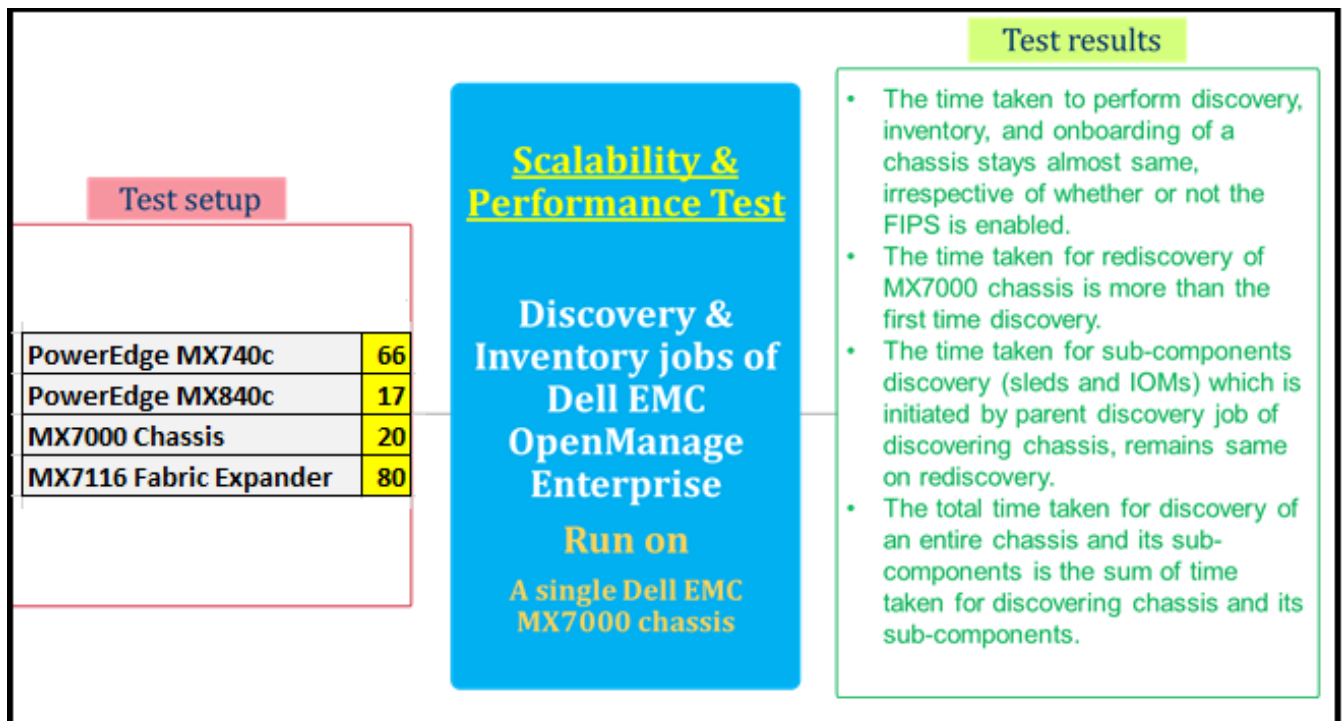 Test setup
PowerEdge MX740c 66
PowerEdge MX840c 17
MX7000 Chassis 20
MX7116 Fabric Expander 80
Scalability &
Performance Test
Discovery &
Inventory jobs of
Dell EMC
OpenManage
Enterprise
Run on
A single Dell EMC
MX7000 chassis
Test results
• The time taken to perform discovery,
inventory, and onboarding of a
chassis stays almost same,
irrespective of whether or not the
FIPS is enabled.
• The time taken for rediscovery of
MX7000 chassis is more than the
first time discovery.
• The time taken for sub-components
discovery (sleds and IOMs) which is
initiated by parent discovery job of
discovering chassis, remains same
on rediscovery.
• The total time taken for discovery of
an entire chassis and its sub-
components is the sum of time
taken for discovering chassis and its
sub-components.